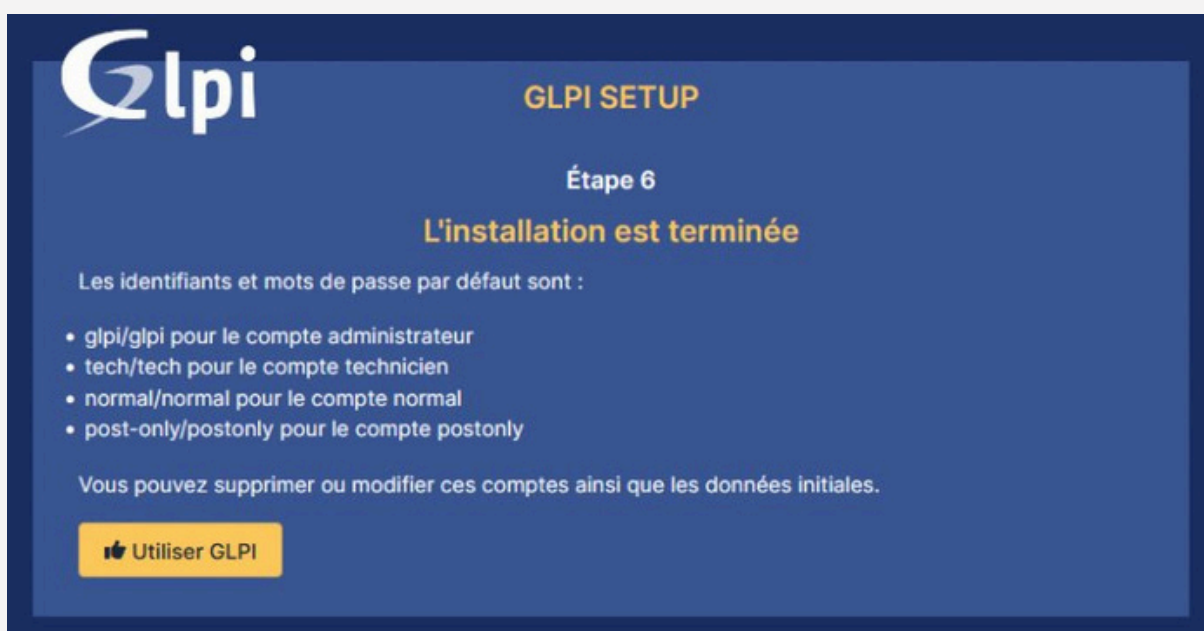 Glpi
GLPI SETUP
Étape 6
L'installation est terminée
Les identifiants et mots de passe par défaut sont :
• glpi/glpi pour le compte administrateur
• tech/tech pour le compte technicien
• normal/normal pour le compte normal
• post-only/postonly pour le compte postonly
Vous pouvez supprimer ou modifier ces comptes ainsi que les données initiales.
Utiliser GLPI